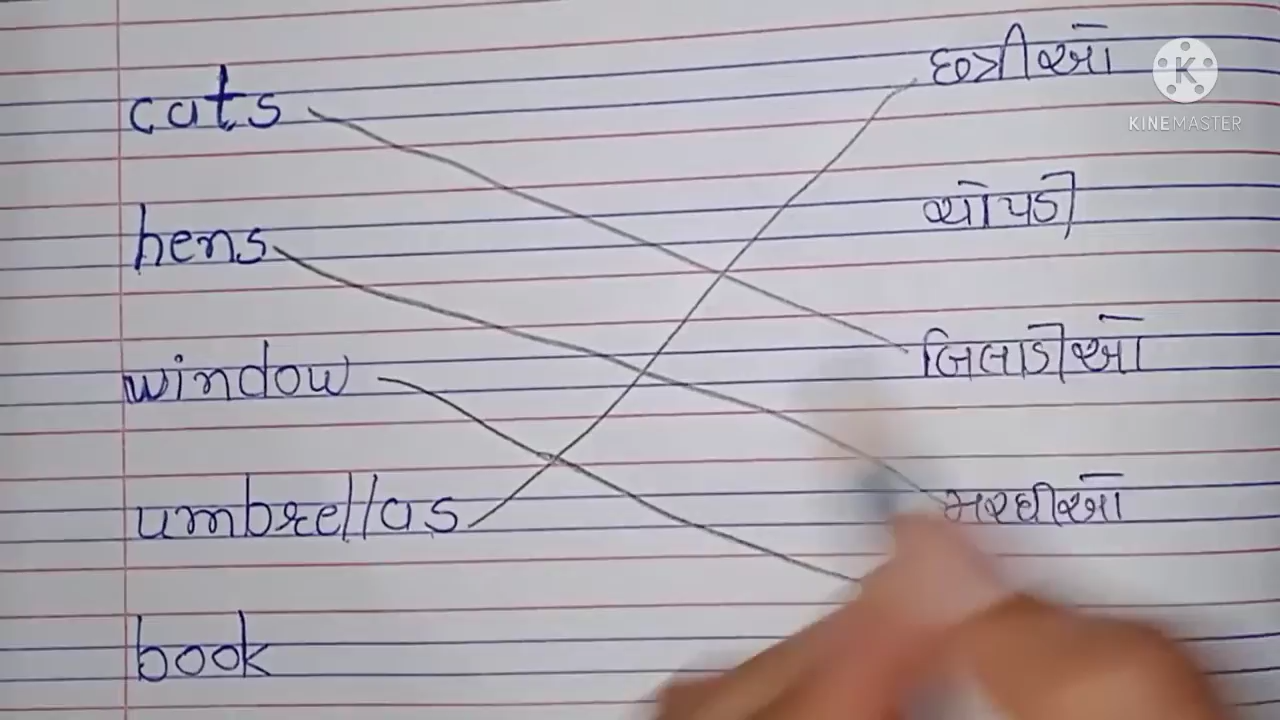 cats છત્રીઓ
K
KINEMASTER
hens ચોપડી
window બિલાડીઓ
umbrellas મરઘીઓ
book